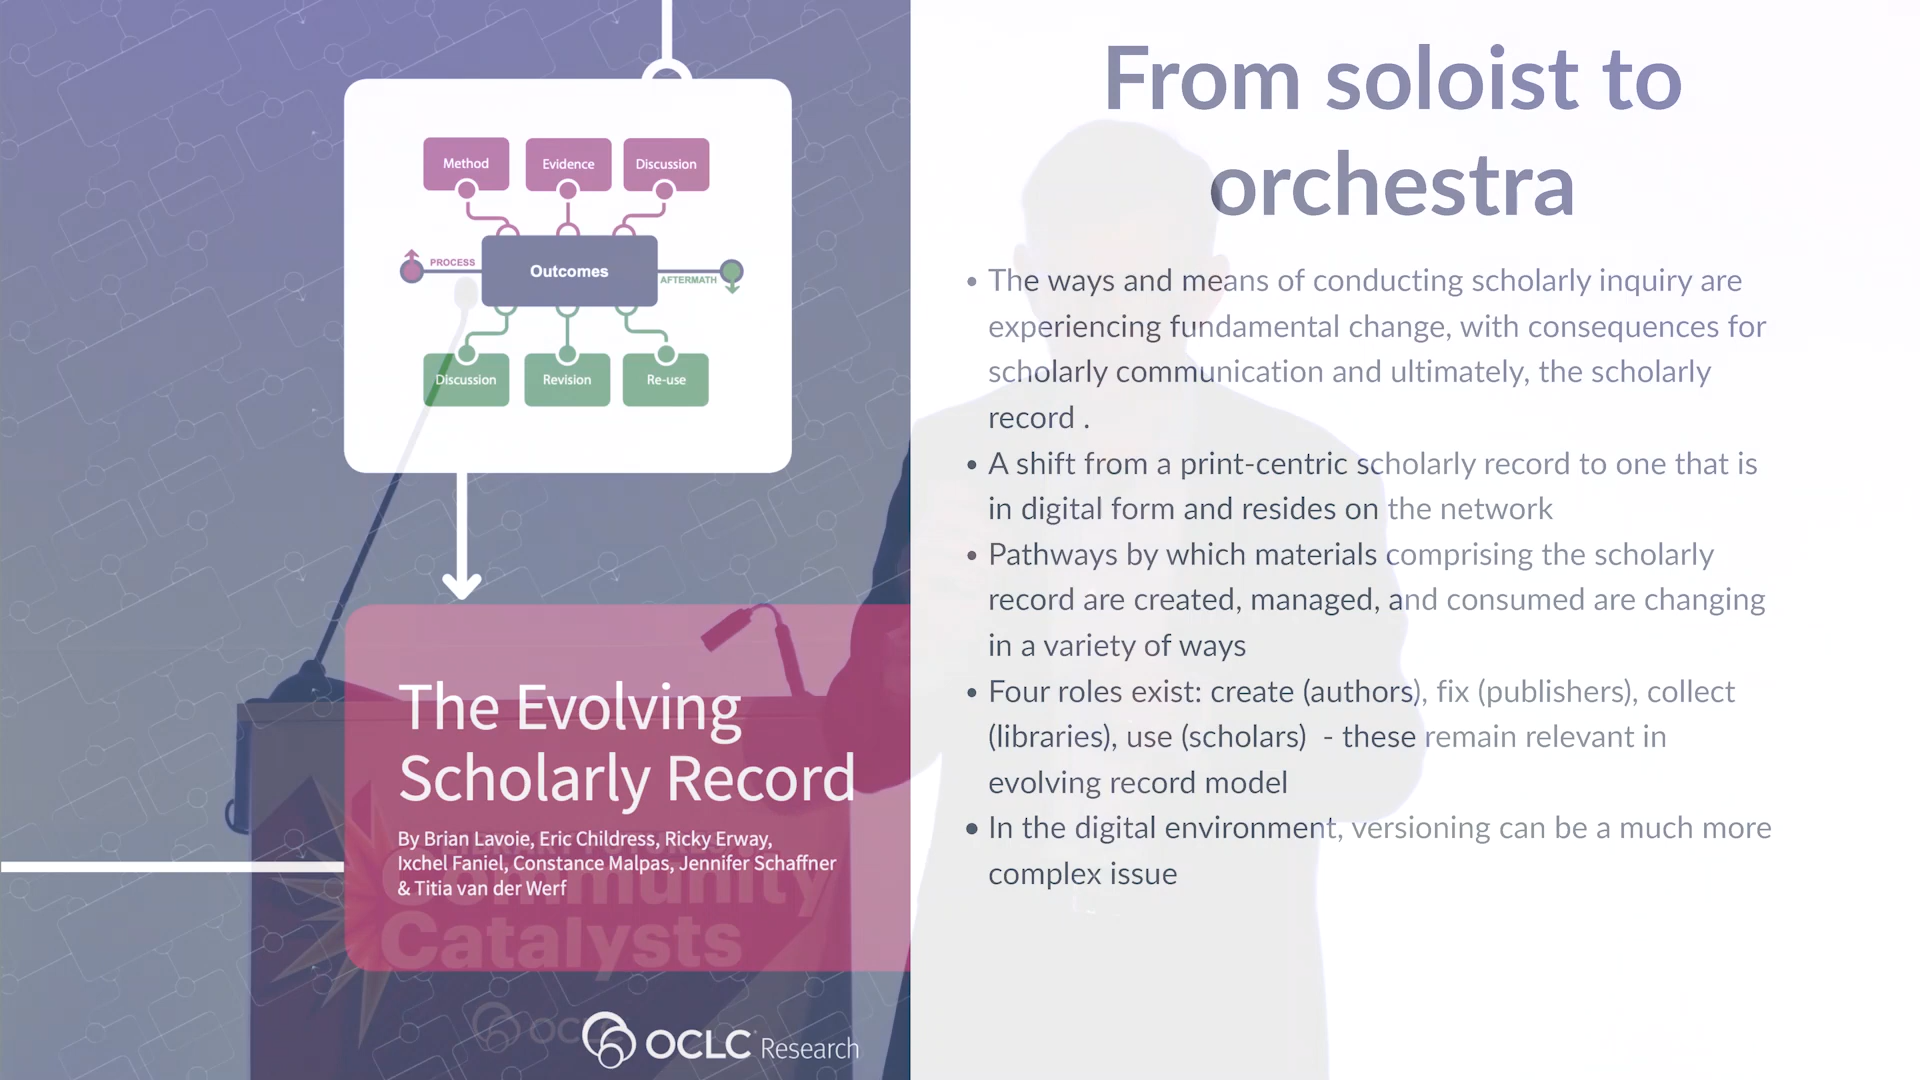 Method
Evidence
Discussion
PROCESS
Outcomes
AFTERMATH
Discussion
Revision
Re-use
The Evolving
Scholarly Record
By Brian Lavoie, Eric Childress, Ricky Erway,
Ixchel Faniel, Constance Malpas, Jennifer Schaffner
& Titia van der Werf
Community
Catalysts
OCLC
OCLC Research
From soloist to
orchestra
• The ways and means of conducting scholarly inquiry are
experiencing fundamental change, with consequences for
scholarly communication and ultimately, the scholarly
record .
• A shift from a print-centric scholarly record to one that is
in digital form and resides on the network
• Pathways by which materials comprising the scholarly
record are created, managed, and consumed are changing
in a variety of ways
• Four roles exist: create (authors), fix (publishers), collect
(libraries), use (scholars)  - these remain relevant in
evolving record model
• In the digital environment, versioning can be a much more
complex issue